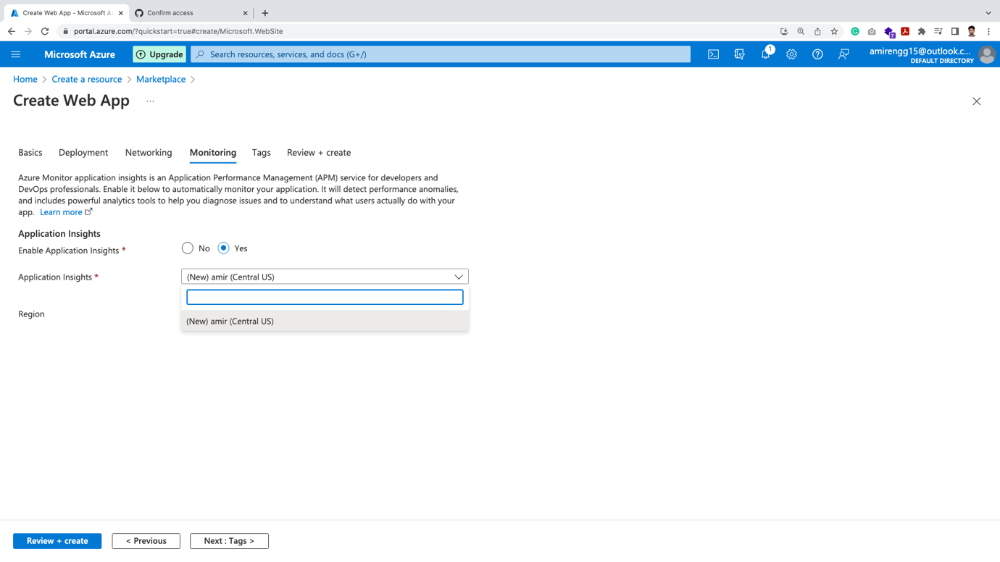 Create Web App - Microsoft Az
Confirm access
portal.azure.com/?quickstart=true#create/Microsoft.WebSite
7
Microsoft Azure
Upgrade
Search resources, services, and docs (G+/)
1
amirengg15@outlook.c...
DEFAULT DIRECTORY
Home > Create a resource > Marketplace >
Create Web App ...
Basics Deployment Networking Monitoring Tags Review + create
Azure Monitor application insights is an Application Performance Management (APM) service for developers and
DevOps professionals. Enable it below to automatically monitor your application. It will detect performance anomalies,
and includes powerful analytics tools to help you diagnose issues and to understand what users actually do with your
app. Learn more
Application Insights
Enable Application Insights * No Yes
Application Insights * (New) amir (Central US)
Region
(New) amir (Central US)
Review + create < Previous Next : Tags >